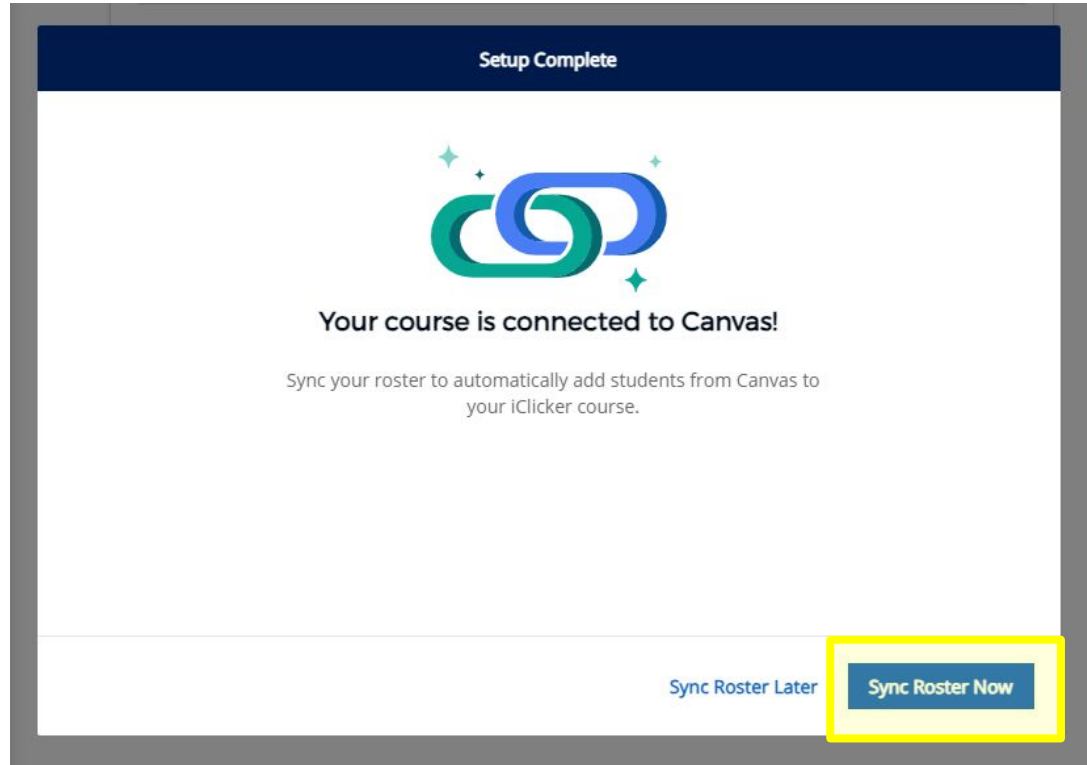 Setup Complete
Your course is connected to Canvas!
Sync your roster to automatically add students from Canvas to
your iClicker course.
Sync Roster Later
Sync Roster Now